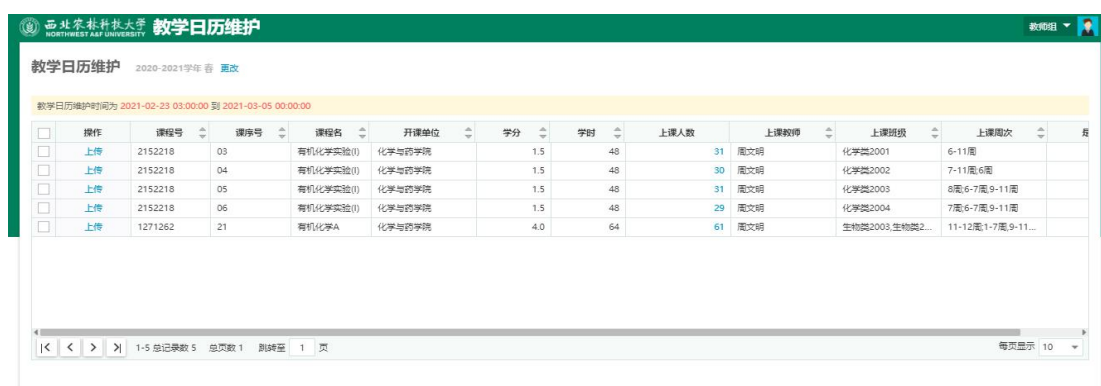 西北农林科技大学 教学日历维护 教师组
NORTHWEST A&F UNIVERSITY
教学日历维护 2020-2021学年 春 更改
教学日历维护时间为 2021-02-23 03:00:00 到 2021-03-05 00:00:00
操作 课程号 课序号 课程名 开课单位 学分 学时 上课人数 上课教师 上课班级 上课周次 是
上传 2152218 03 有机化学实验(I) 化学与药学院 1.5 48 31 周文明 化学类2001 6-11周
上传 2152218 04 有机化学实验(I) 化学与药学院 1.5 48 30 周文明 化学类2002 7-11周;6周
上传 2152218 05 有机化学实验(I) 化学与药学院 1.5 48 31 周文明 化学类2003 8周;6-7周,9-11周
上传 2152218 06 有机化学实验(I) 化学与药学院 1.5 48 29 周文明 化学类2004 7周;6-7周,9-11周
上传 1271262 21 有机化学A 化学与药学院 4.0 64 61 周文明 生物类2003,生物类2... 11-12周;1-7周,9-11...
1-5 总记录数 5 总页数 1 跳转至 1 页 每页显示 10